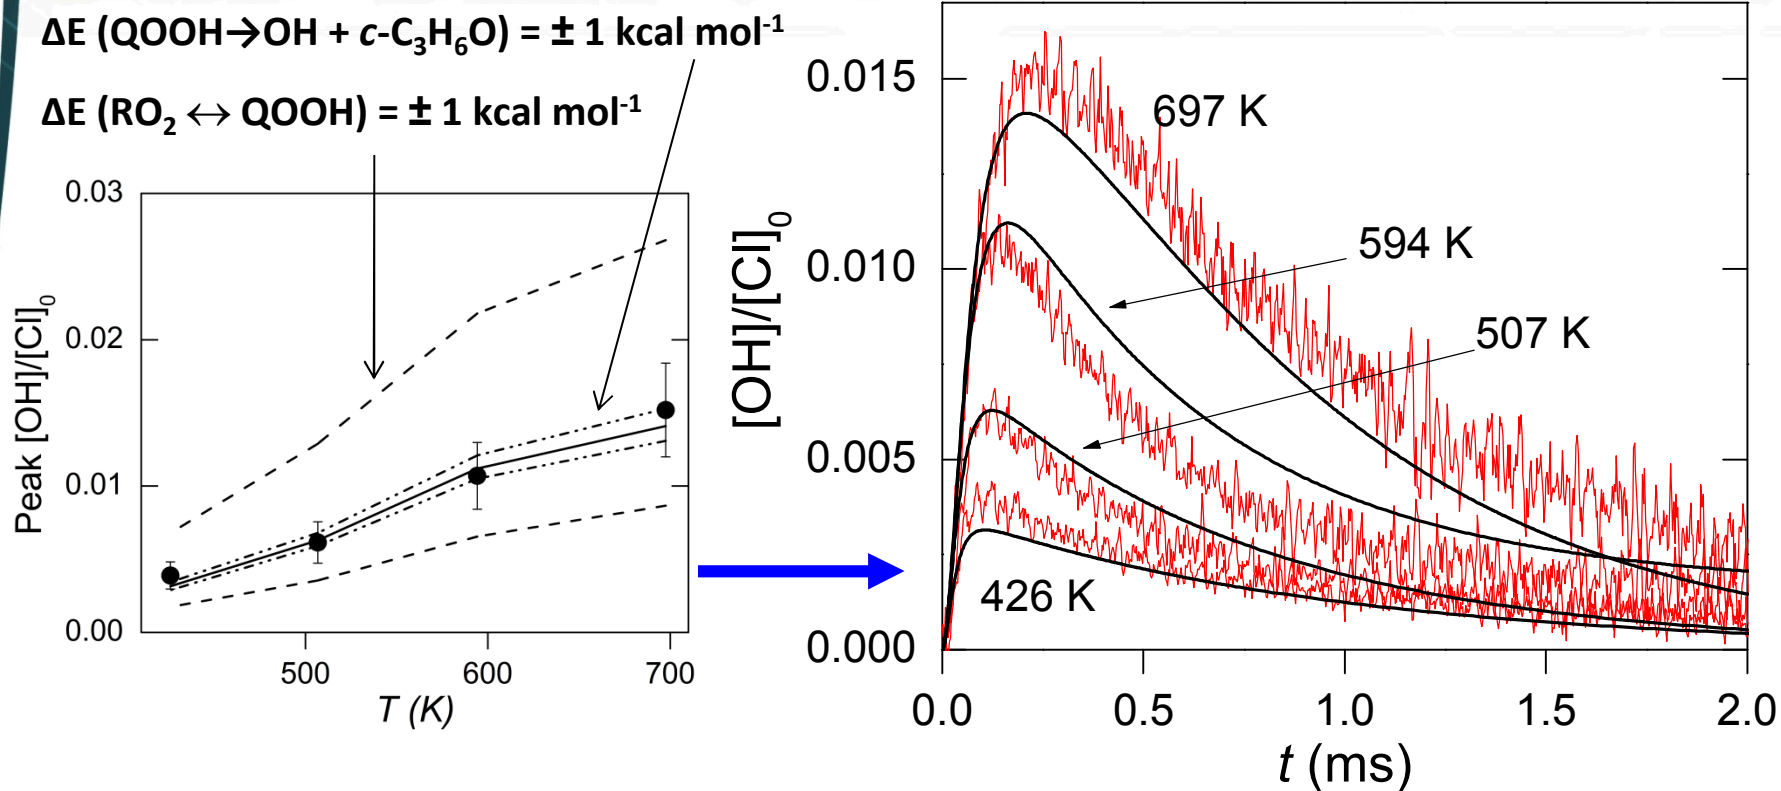 ΔE (QOOH→OH + c-C₃H₆O) = ± 1 kcal mol⁻¹
ΔE (RO₂ ↔ QOOH) = ± 1 kcal mol⁻¹
0.03
0.02
0.01
0.00
Peak [OH]/[Cl]₀
500
600
700
T (K)
0.015
0.010
0.005
0.000
[OH]/[Cl]₀
697 K
594 K
507 K
426 K
0.0
0.5
1.0
1.5
2.0
t (ms)